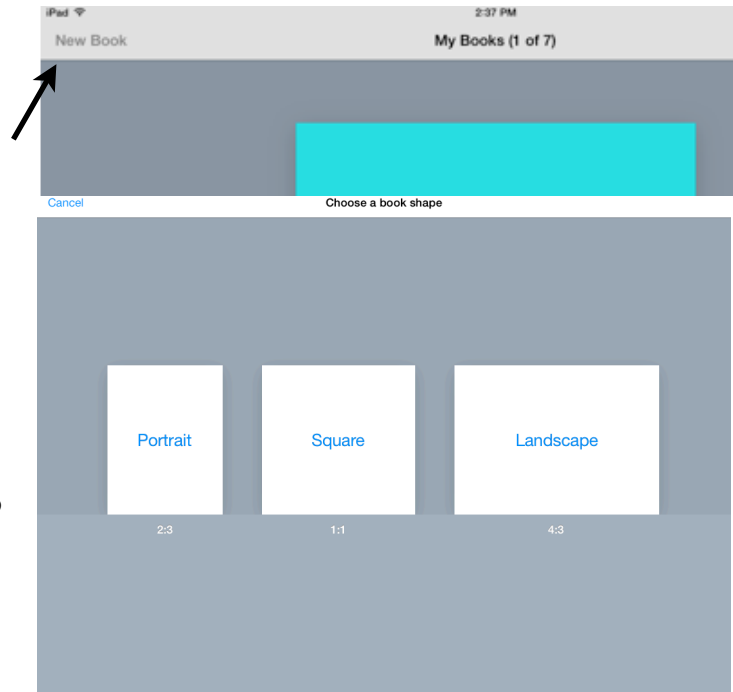 iPad 2:37 PM
New Book My Books (1 of 7)
Cancel Choose a book shape
Portrait Square Landscape
2:3 1:1 4:3